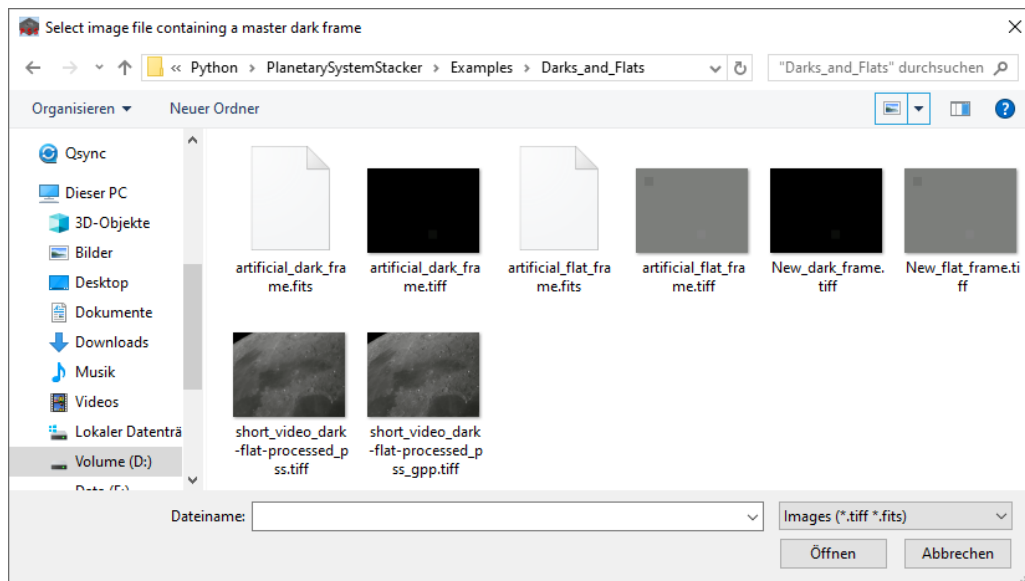 Select image file containing a master dark frame
« Python > PlanetarySystemStacker > Examples > Darks_and_Flats
"Darks_and_Flats" durchsuchen
Organisieren
Neuer Ordner
Qsync
Dieser PC
3D-Objekte
Bilder
Desktop
Dokumente
Downloads
Musik
Videos
Lokaler Datenträ
Volume (D:)
artificial_dark_fra
me.fits
artificial_dark_fra
me.tiff
artificial_flat_fra
me.fits
artificial_flat_fra
me.tiff
New_dark_frame.
tiff
New_flat_frame.ti
ff
short_video_dark
-flat-processed_p
ss.tiff
short_video_dark
-flat-processed_p
ss_gpp.tiff
Dateiname:
Images (*.tiff *.fits)
Öffnen
Abbrechen